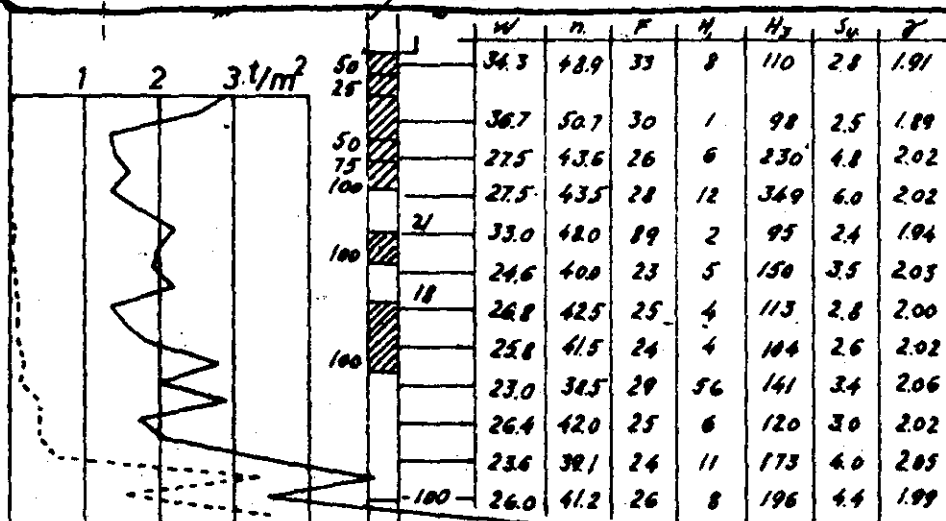 W n. F H₁ H₃ Su. γ
50 34.3 48.9 33 8 110 2.8 1.91
1 2 3.t/m² 25
36.7 50.7 30 1 98 2.5 1.89
50
75 27.5 43.6 26 6 230 4.8 2.02
100 27.5 43.5 28 12 349 6.0 2.02
21 33.0 48.0 29 2 95 2.4 1.94
100 24.6 40.0 23 5 150 3.5 2.03
18 26.8 42.5 25 4 113 2.8 2.00
100 25.8 41.5 24 4 104 2.6 2.02
23.0 38.5 29 56 141 3.4 2.06
26.4 42.0 25 6 120 3.0 2.02
23.6 39.1 24 11 173 4.0 2.05
-100- 26.0 41.2 26 8 196 4.4 1.99